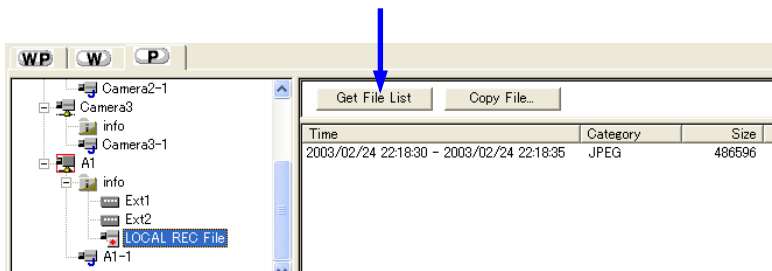 WP W P
Camera2-1
Camera3
info
Camera3-1
A1
info
Ext1
Ext2
LOCAL REC File
A1-1
Get File List Copy File...
Time Category Size
2003/02/24 22:18:30 - 2003/02/24 22:18:35 JPEG 486596